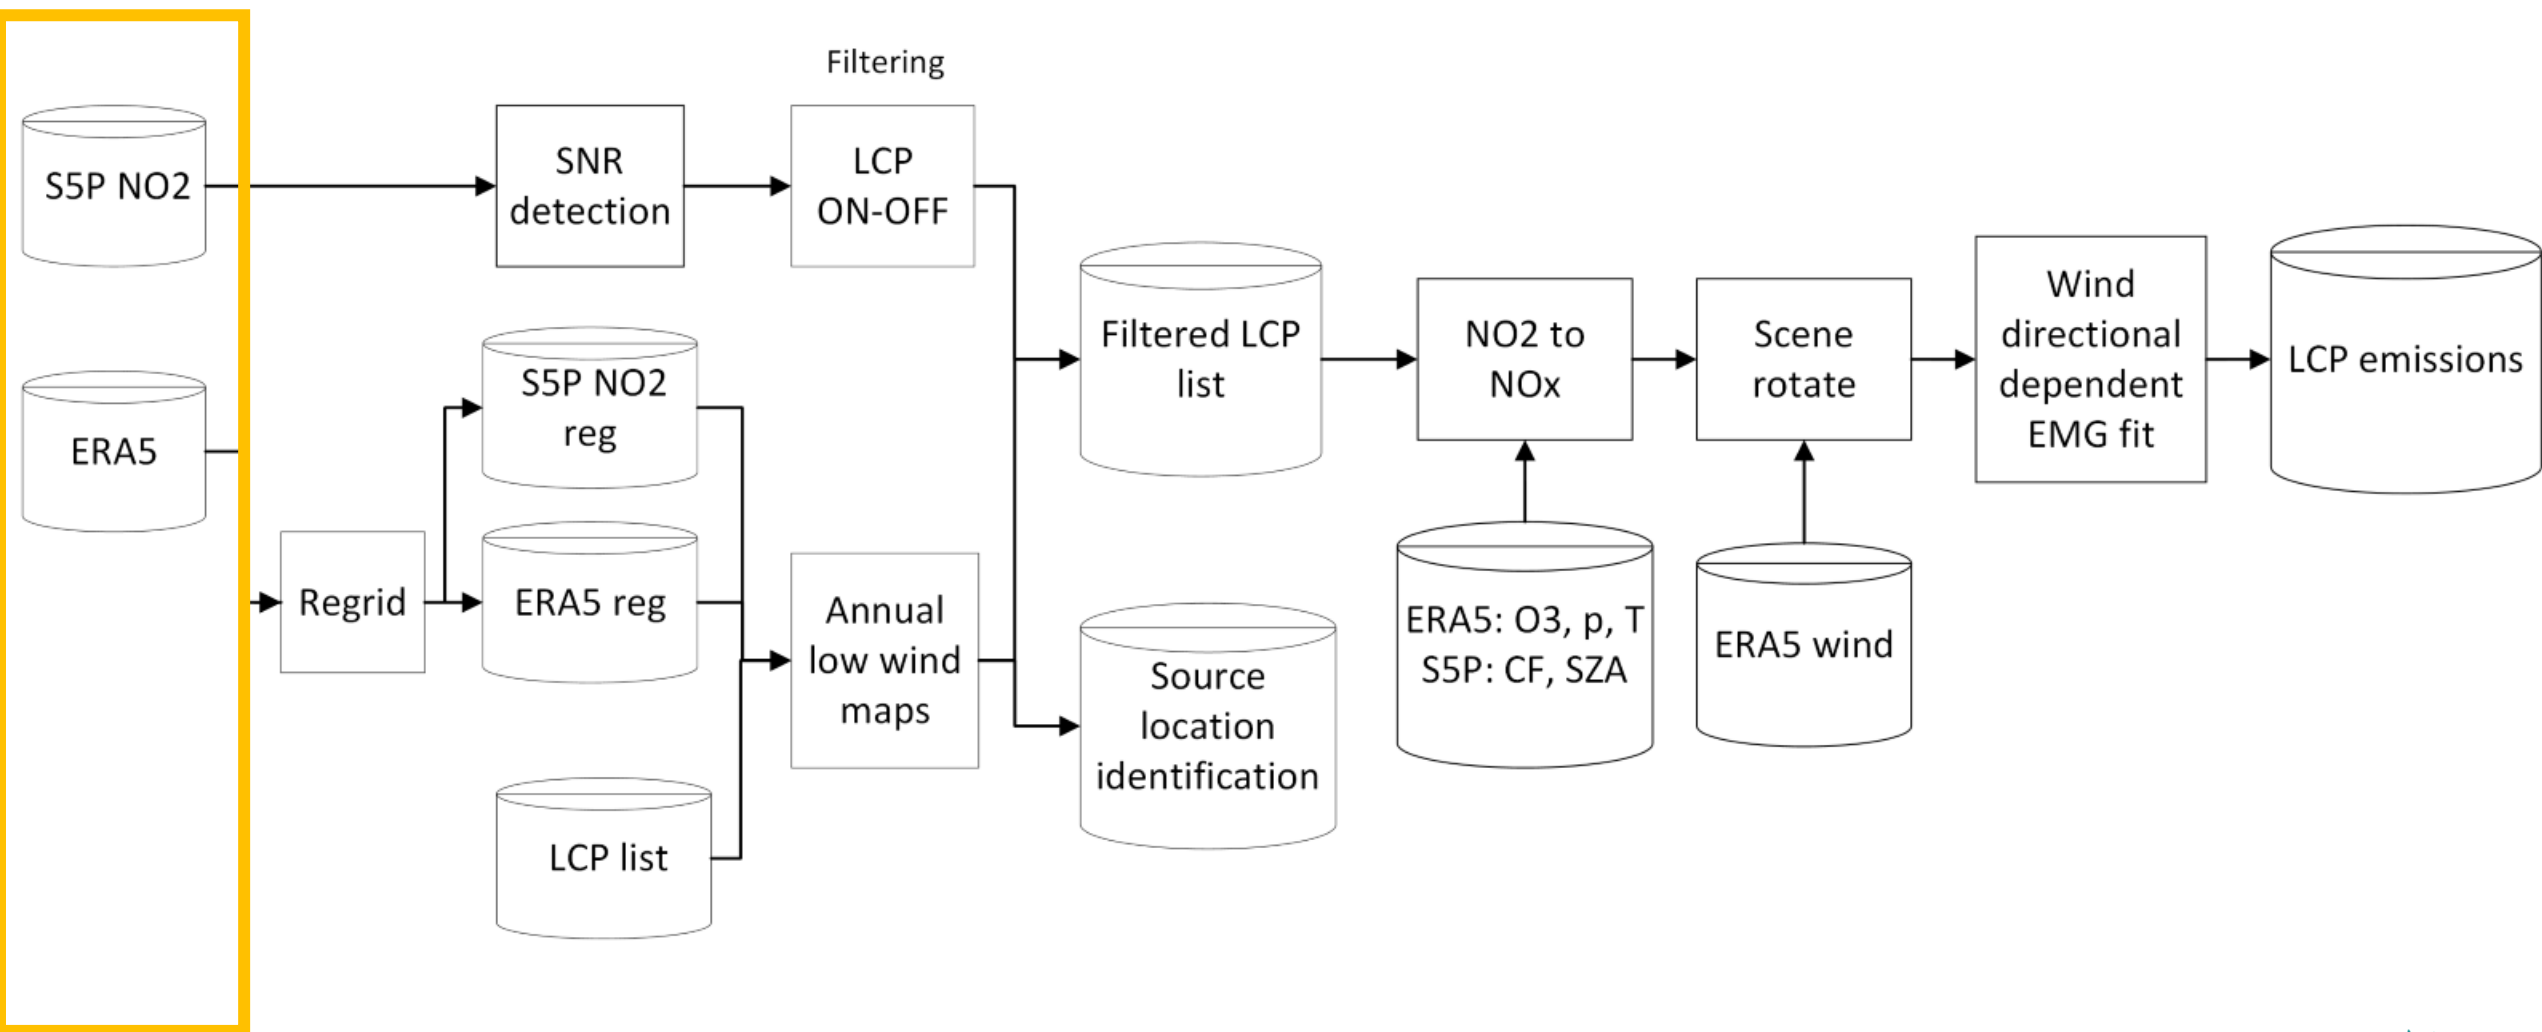 Filtering
S5P NO2
SNR
detection
LCP
ON-OFF
ERA5
Regrid
S5P NO2
reg
ERA5 reg
LCP list
Annual
low wind
maps
Filtered LCP
list
Source
location
identification
NO2 to
NOx
ERA5: O3, p, T
S5P: CF, SZA
Scene
rotate
ERA5 wind
Wind
directional
dependent
EMG fit
LCP emissions